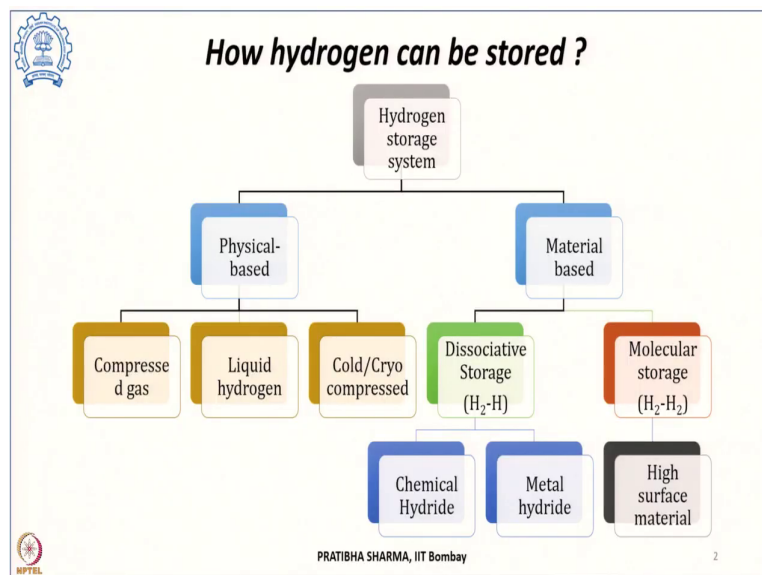 How hydrogen can be stored ?
Hydrogen
storage
system
Physical-
based
Material
based
Compresse
d gas
Liquid
hydrogen
Cold/Cryo
compressed
Dissociative
Storage
(H₂-H)
Molecular
storage
(H₂-H₂)
Chemical
Hydride
Metal
hydride
High
surface
material
PRATIBHA SHARMA, IIT Bombay
2
NPTEL